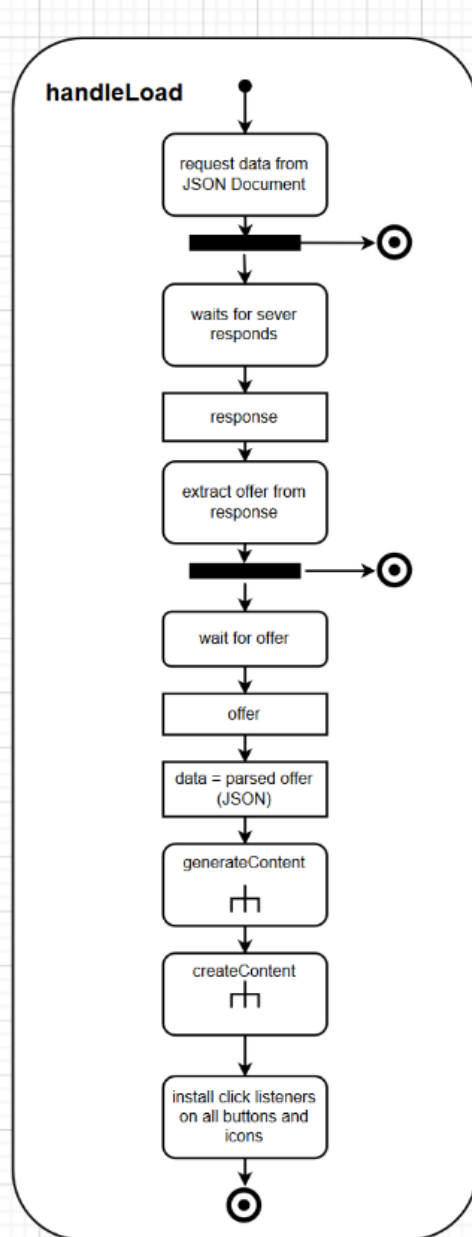 handleLoad
request data from
JSON Document
waits for sever
responds
response
extract offer from
response
wait for offer
offer
data = parsed offer
(JSON)
generateContent
createContent
install click listeners
on all buttons and
icons